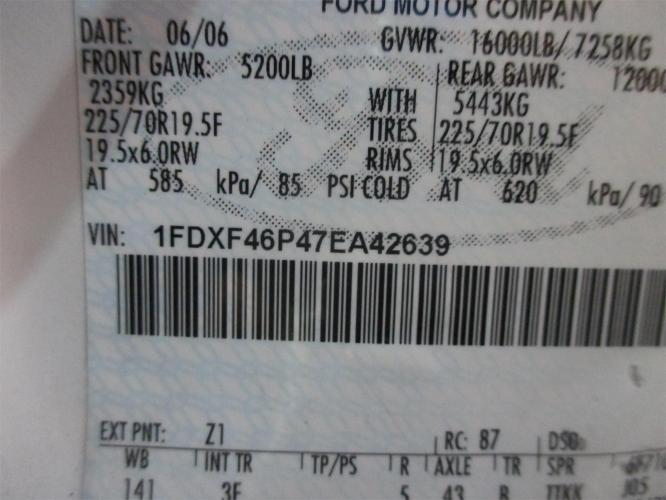 FORD MOTOR COMPANY
DATE: 06/06 GVWR: 16000LB/ 7258KG
FRONT GAWR: 5200LB REAR GAWR: 1200
2359KG WITH 5443KG
225/70R19.5F TIRES 225/70R19.5F
19.5x6.0RW RIMS 19.5x6.0RW
AT 585 kPa/ 85 PSI COLD AT 620 kPa/ 90
VIN: 1FDXF46P47EA42639
EXT PNT: Z1 RC: 87 DSO:
WB INT TR TP/PS R AXLE TR SPR
141 3F 5 43 B